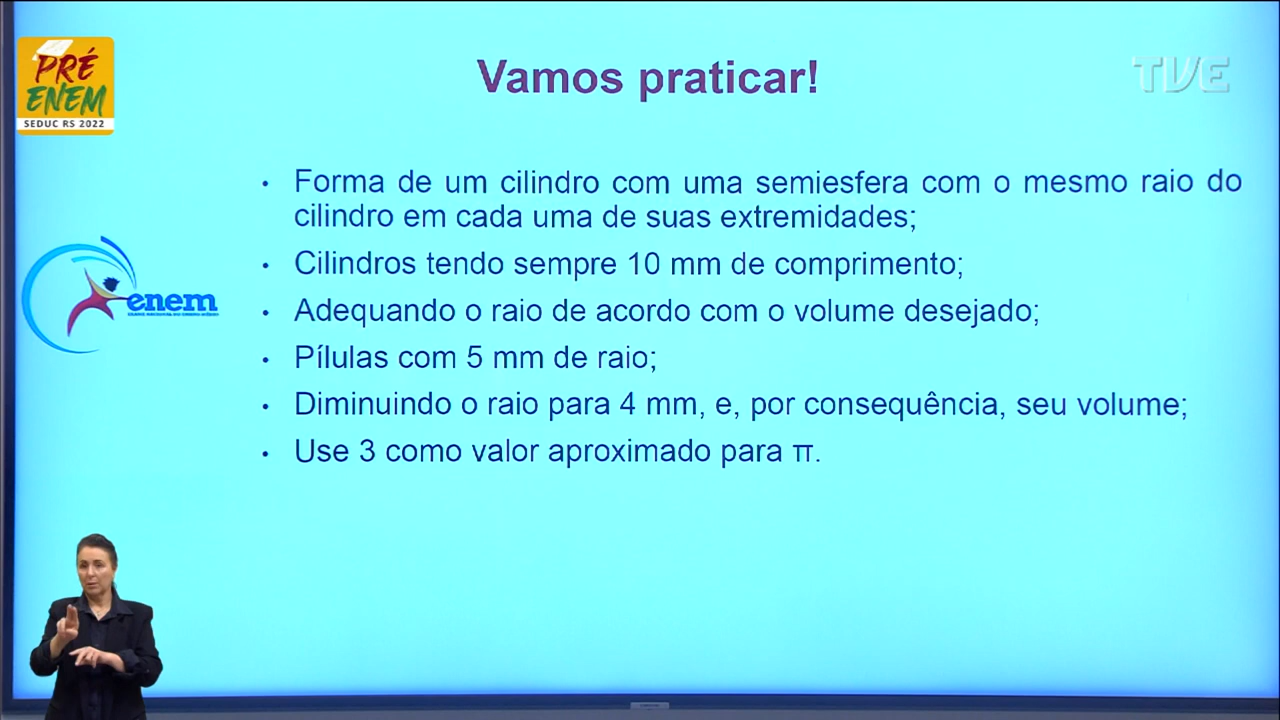 PRÉ
ENEM
SEDUC RS 2022
Vamos praticar!
TVE
• Forma de um cilindro com uma semiesfera com o mesmo raio do
cilindro em cada uma de suas extremidades;
• Cilindros tendo sempre 10 mm de comprimento;
enem
• Adequando o raio de acordo com o volume desejado;
• Pílulas com 5 mm de raio;
• Diminuindo o raio para 4 mm, e, por consequência, seu volume;
• Use 3 como valor aproximado para π.